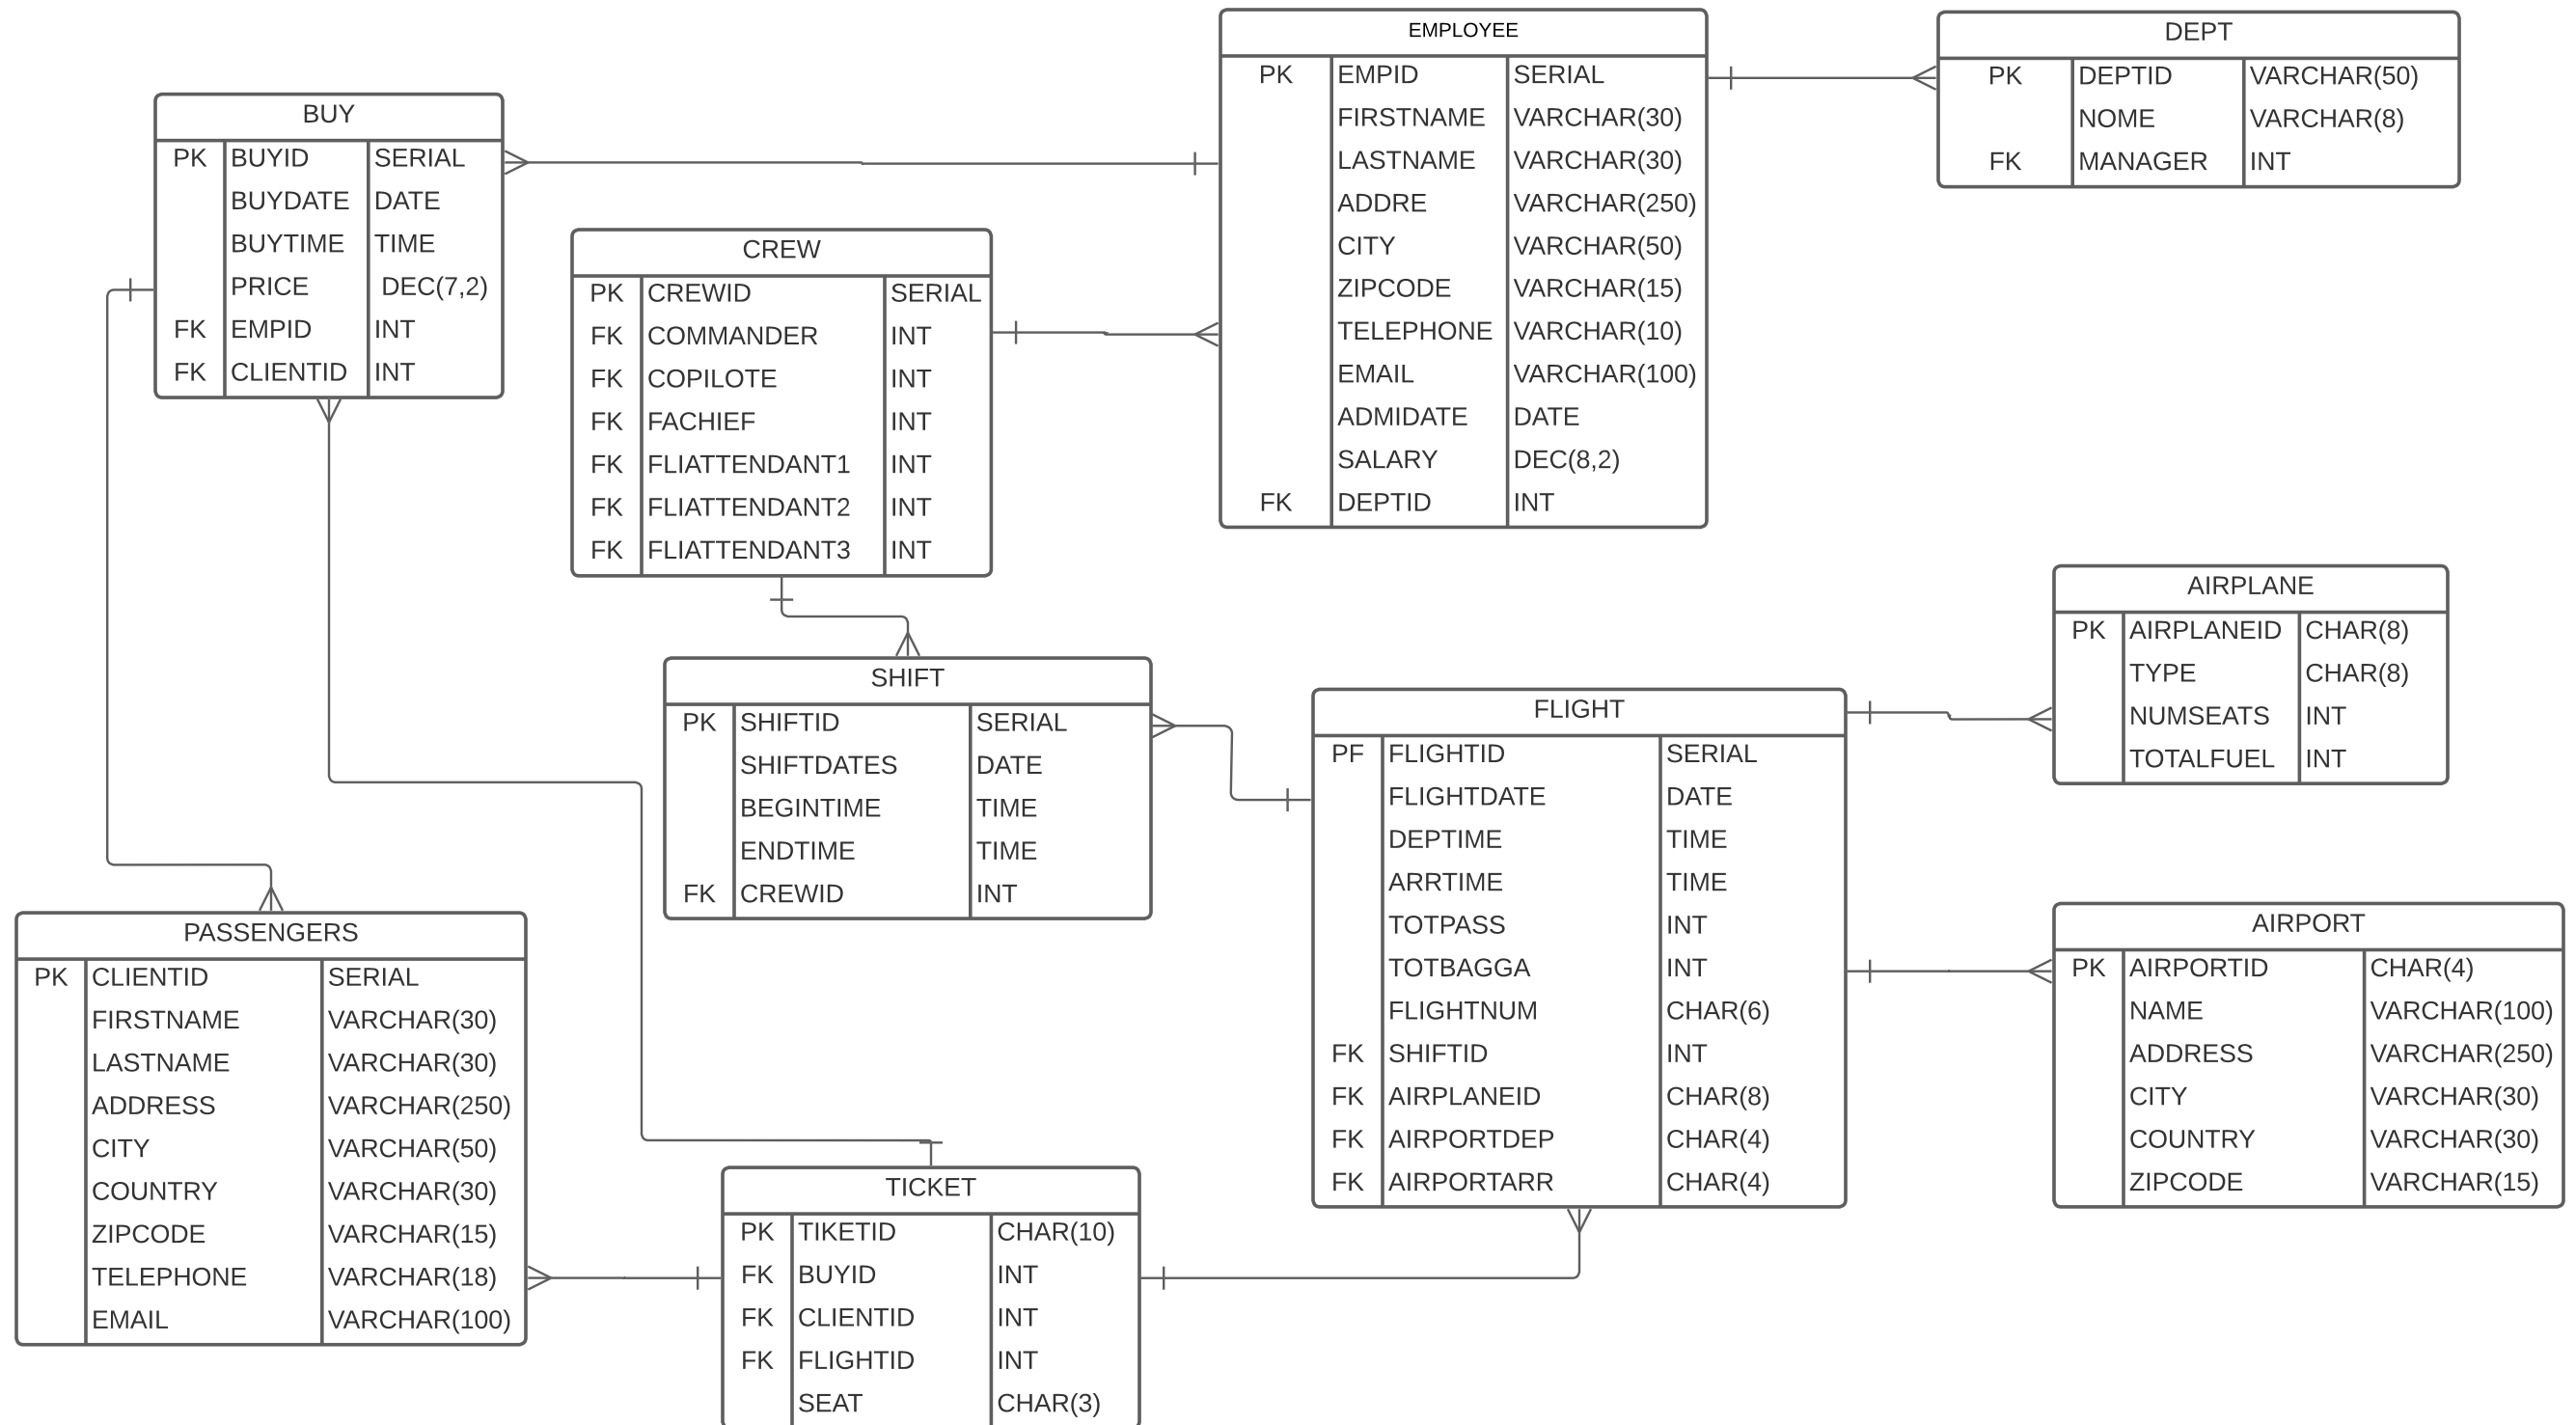 EMPLOYEE
PK EMPID SERIAL
FIRSTNAME VARCHAR(30)
LASTNAME VARCHAR(30)
ADDRE VARCHAR(250)
CITY VARCHAR(50)
ZIPCODE VARCHAR(15)
TELEPHONE VARCHAR(10)
EMAIL VARCHAR(100)
ADMIDATE DATE
SALARY DEC(8,2)
FK DEPTID INT
DEPT
PK DEPTID VARCHAR(50)
NOME VARCHAR(8)
FK MANAGER INT
BUY
PK BUYID SERIAL
BUYDATE DATE
BUYTIME TIME
PRICE DEC(7,2)
FK EMPID INT
FK CLIENTID INT
CREW
PK CREWID SERIAL
FK COMMANDER INT
FK COPILOTE INT
FK FACHIEF INT
FK FLIATTENDANT1 INT
FK FLIATTENDANT2 INT
FK FLIATTENDANT3 INT
AIRPLANE
PK AIRPLANEID CHAR(8)
TYPE CHAR(8)
NUMSEATS INT
TOTALFUEL INT
SHIFT
PK SHIFTID SERIAL
SHIFTDATES DATE
BEGINTIME TIME
ENDTIME TIME
FK CREWID INT
FLIGHT
PF FLIGHTID SERIAL
FLIGHTDATE DATE
DEPTIME TIME
ARRTIME TIME
TOTPASS INT
TOTBAGGA INT
FLIGHTNUM CHAR(6)
FK SHIFTID INT
FK AIRPLANEID CHAR(8)
FK AIRPORTDEP CHAR(4)
FK AIRPORTARR CHAR(4)
AIRPORT
PK AIRPORTID CHAR(4)
NAME VARCHAR(100)
ADDRESS VARCHAR(250)
CITY VARCHAR(30)
COUNTRY VARCHAR(30)
ZIPCODE VARCHAR(15)
PASSENGERS
PK CLIENTID SERIAL
FIRSTNAME VARCHAR(30)
LASTNAME VARCHAR(30)
ADDRESS VARCHAR(250)
CITY VARCHAR(50)
COUNTRY VARCHAR(30)
ZIPCODE VARCHAR(15)
TELEPHONE VARCHAR(18)
EMAIL VARCHAR(100)
TICKET
PK TIKETID CHAR(10)
FK BUYID INT
FK CLIENTID INT
FK FLIGHTID INT
SEAT CHAR(3)